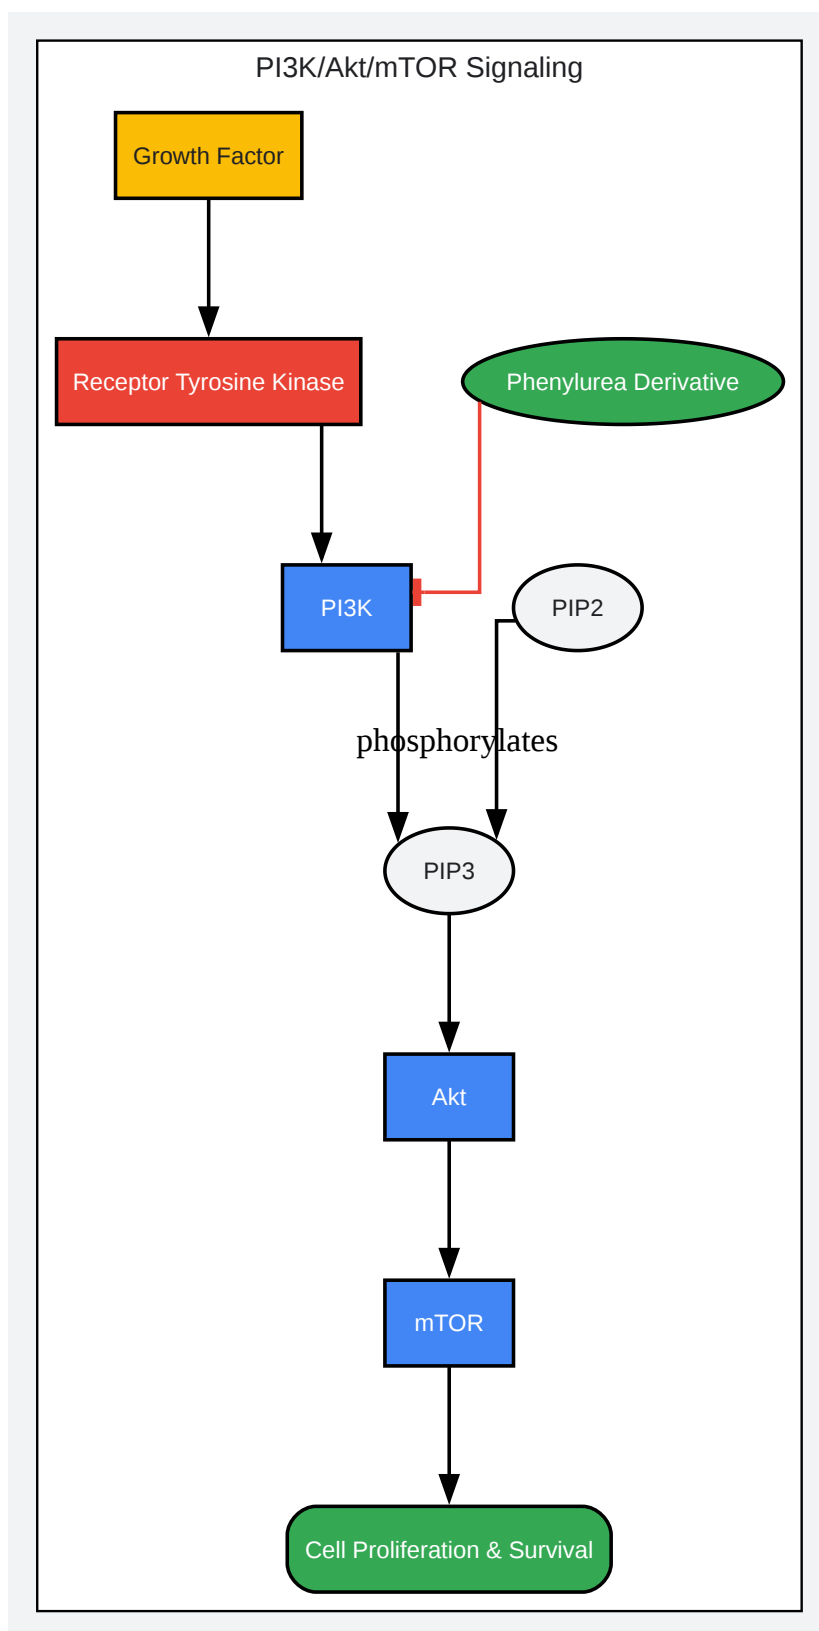 PI3K/Akt/mTOR Signaling
Growth Factor
Receptor Tyrosine Kinase
Phenylurea Derivative
PI3K
PIP2
phosphorylates
PIP3
Akt
mTOR
Cell Proliferation & Survival